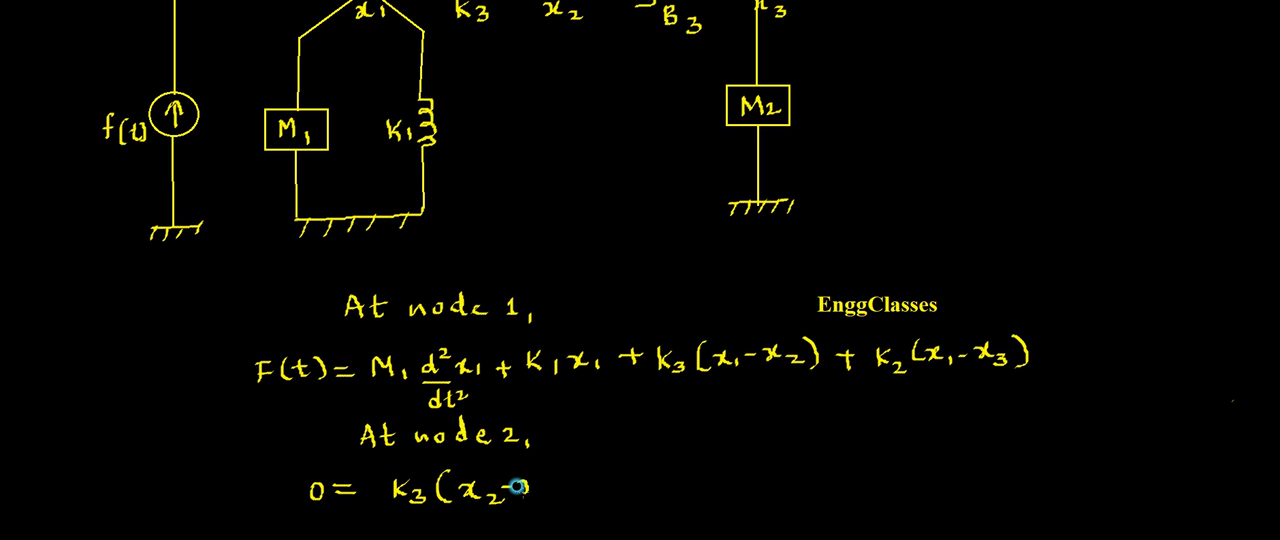 x₁ K₃ x₂ B₃ x₃
f(t) M₁ K₁ M₂
At node 1,
EnggClasses
F(t) = M₁ d²x₁/dt² + K₁x₁ + K₃(x₁-x₂) + K₂(x₁-x₃)
At node 2,
0 = K₃(x₂-